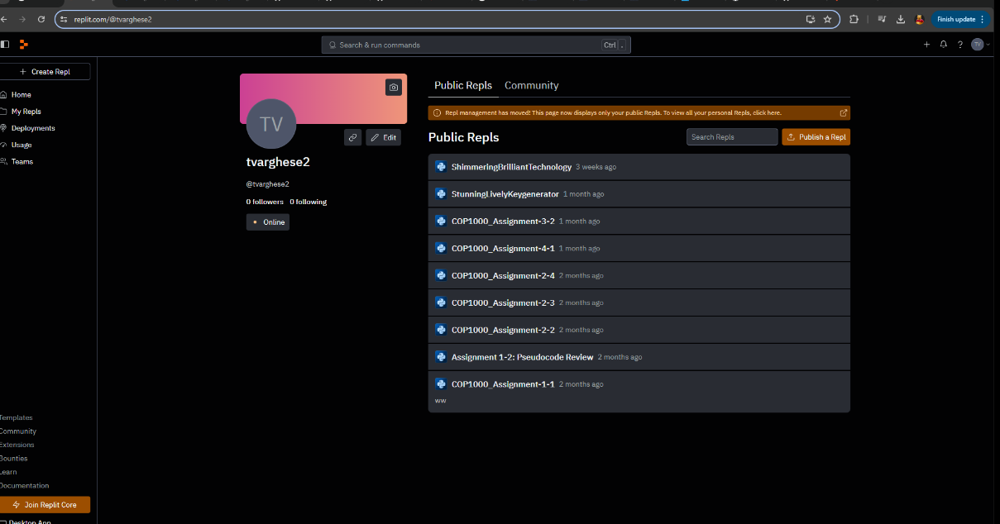 replit.com/@tvarghese2
Finish update
Search & run commands
Ctrl .
?
TV
Create Repl
Home
My Repls
Deployments
Usage
Teams
Templates
Community
Extensions
Bounties
Learn
Documentation
Join Replit Core
Desktop App
TV
Edit
tvarghese2
@tvarghese2
0 followers 0 following
Online
Public Repls Community
Repl management has moved! This page now displays only your public Repls. To view all your personal Repls, click here.
Public Repls
Search Repls
Publish a Repl
ShimmeringBrilliantTechnology 3 weeks ago
StunningLivelyKeygenerator 1 month ago
COP1000_Assignment-3-2 1 month ago
COP1000_Assignment-4-1 1 month ago
COP1000_Assignment-2-4 2 months ago
COP1000_Assignment-2-3 2 months ago
COP1000_Assignment-2-2 2 months ago
Assignment 1-2: Pseudocode Review 2 months ago
COP1000_Assignment-1-1 2 months ago
ww